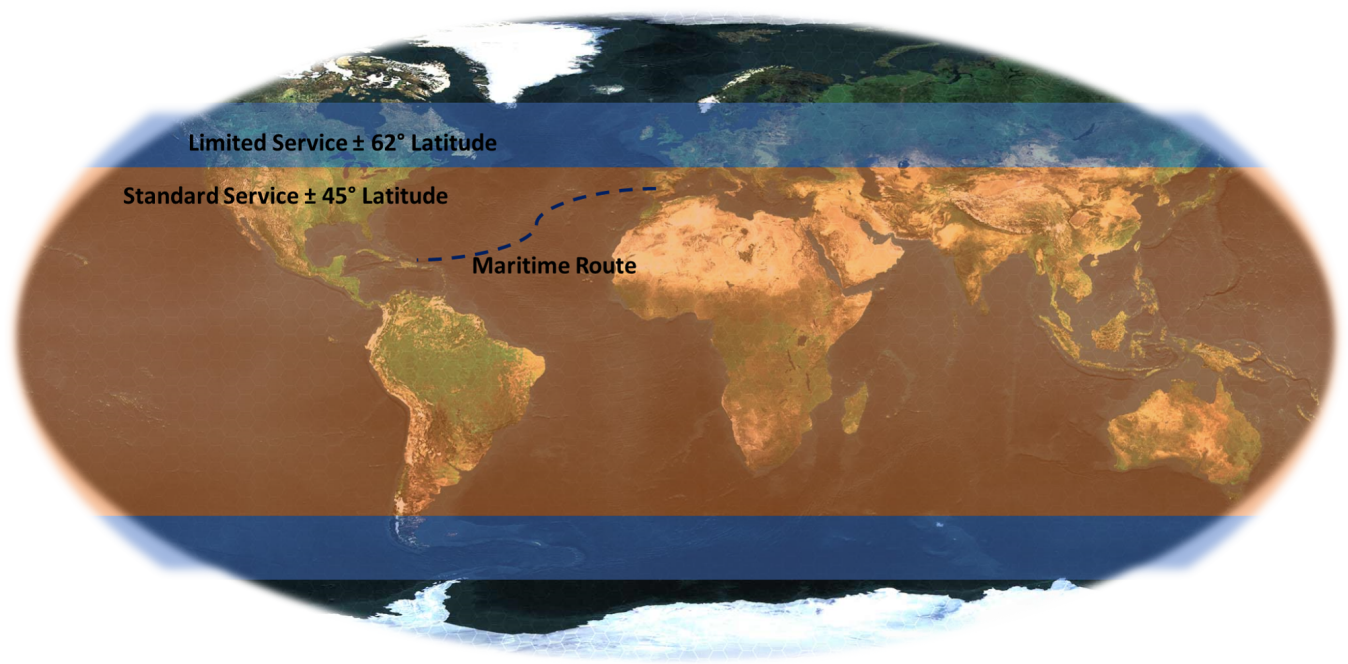 Limited Service ± 62° Latitude
Standard Service ± 45° Latitude
Maritime Route